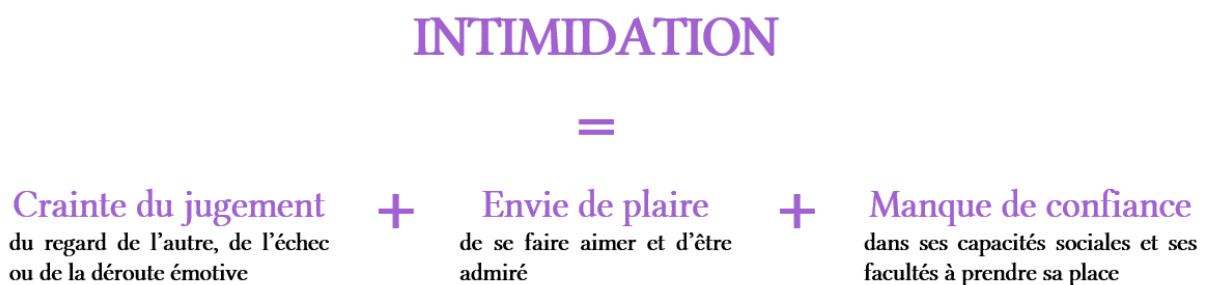 INTIMIDATION
=
Crainte du jugement + Envie de plaire + Manque de confiance
du regard de l'autre, de l'échec
ou de la déroute émotive
de se faire aimer et d'être
admiré
dans ses capacités sociales et ses
facultés à prendre sa place